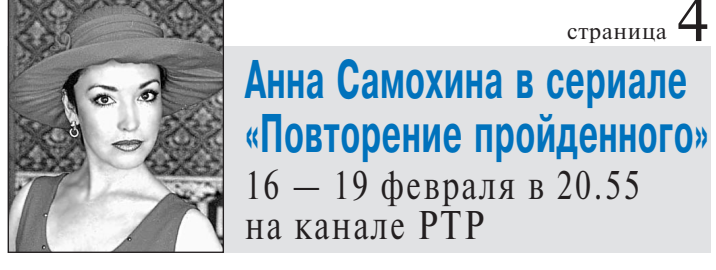 страница 4
Анна Самохина в сериале
«Повторение пройденного»
16 — 19 февраля в 20.55
на канале РТР